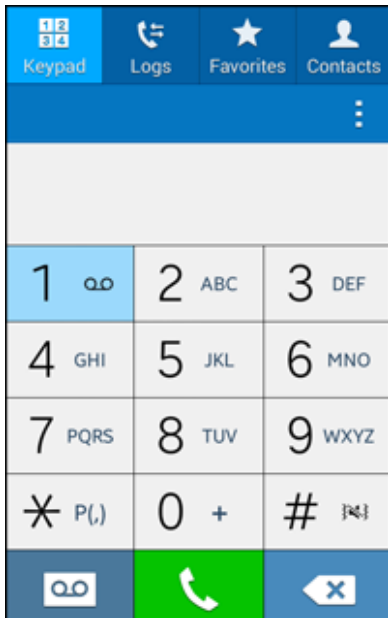 1 2
3 4
Keypad Logs Favorites Contacts
1 2 ABC 3 DEF
4 GHI 5 JKL 6 MNO
7 PQRS 8 TUV 9 WXYZ
* P(,) 0 + #